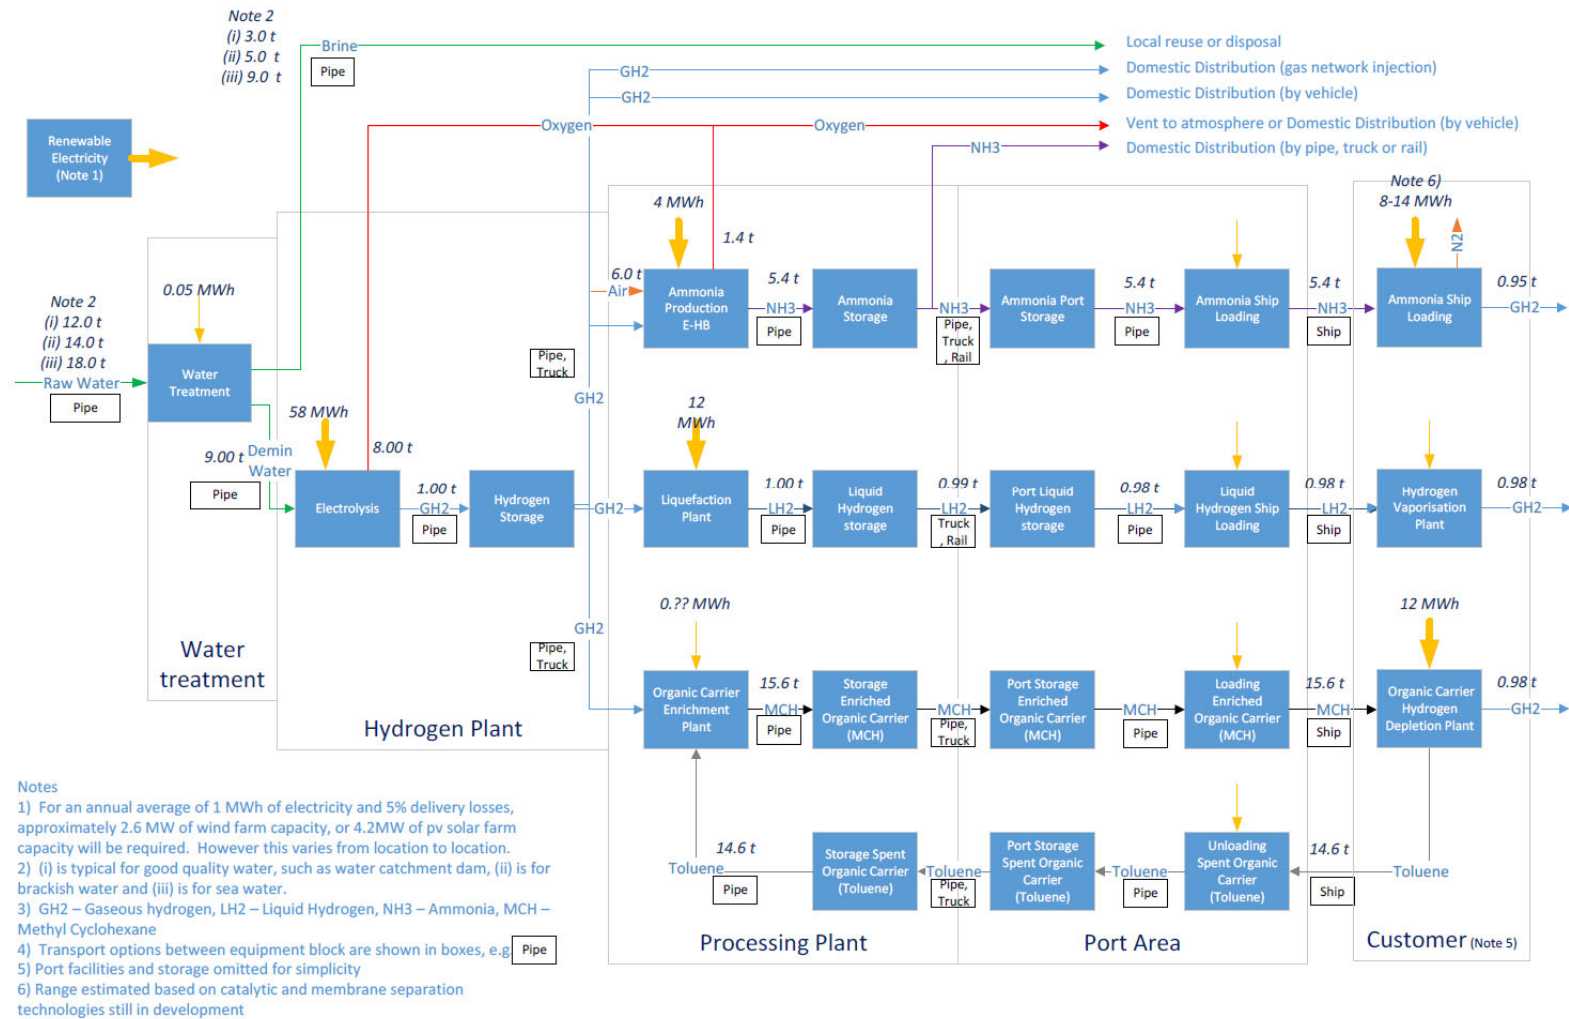 Note 2
(i) 3.0 t
(ii) 5.0 t
(iii) 9.0 t
Brine
Pipe
Local reuse or disposal
GH2
Domestic Distribution (gas network injection)
GH2
Domestic Distribution (by vehicle)
Oxygen
Oxygen
Vent to atmosphere or Domestic Distribution (by vehicle)
NH3
Domestic Distribution (by pipe, truck or rail)
Renewable
Electricity
(Note 1)
Note 2
(i) 12.0 t
(ii) 14.0 t
(iii) 18.0 t
Raw Water
Pipe
0.05 MWh
Water
Treatment
9.00 t
Demin
Water
Pipe
Water
treatment
58 MWh
8.00 t
Electrolysis
1.00 t
GH2
Pipe
Hydrogen
Storage
GH2
Pipe,
Truck
GH2
GH2
Pipe,
Truck
Hydrogen Plant
4 MWh
1.4 t
6.0 t
Air
Ammonia
Production
E-HB
5.4 t
NH3
Pipe
Ammonia
Storage
NH3
Pipe,
Truck
, Rail
Ammonia Port
Storage
5.4 t
NH3
Pipe
Ammonia Ship
Loading
5.4 t
NH3
Ship
Note 6)
8-14 MWh
N2
Ammonia Ship
Loading
0.95t
GH2
12
MWh
Liquefaction
Plant
1.00 t
LH2
Pipe
Liquid
Hydrogen
storage
0.99 t
LH2
Truck
, Rail
Port Liquid
Hydrogen
storage
0.98 t
LH2
Pipe
Liquid
Hydrogen Ship
Loading
0.98 t
LH2
Ship
Hydrogen
Vaporisation
Plant
0.98 t
GH2
0.?? MWh
Organic Carrier
Enrichment
Plant
15.6 t
MCH
Pipe
Storage
Enriched
Organic Carrier
(MCH)
MCH
Pipe,
Truck
Port Storage
Enriched
Organic Carrier
(MCH)
MCH
Pipe
Loading
Enriched
Organic Carrier
(MCH)
15.6 t
MCH
Ship
12 MWh
Organic Carrier
Hydrogen
Depletion Plant
0.98 t
GH2
Toluene
14.6 t
Pipe
Storage Spent
Organic Carrier
(Toluene)
Toluene
Pipe,
Truck
Port Storage
Spent Organic
Carrier
(Toluene)
Toluene
Pipe
Unloading
Spent Organic
Carrier
(Toluene)
14.6 t
Ship
Toluene
Processing Plant
Port Area
Customer (Note 5)
Notes
1) For an annual average of 1 MWh of electricity and 5% delivery losses,
approximately 2.6 MW of wind farm capacity, or 4.2MW of pv solar farm
capacity will be required. However this varies from location to location.
2) (i) is typical for good quality water, such as water catchment dam, (ii) is for
brackish water and (iii) is for sea water.
3) GH2 – Gaseous hydrogen, LH2 – Liquid Hydrogen, NH3 – Ammonia, MCH –
Methyl Cyclohexane
4) Transport options between equipment block are shown in boxes, e.g. Pipe
5) Port facilities and storage omitted for simplicity
6) Range estimated based on catalytic and membrane separation
technologies still in development